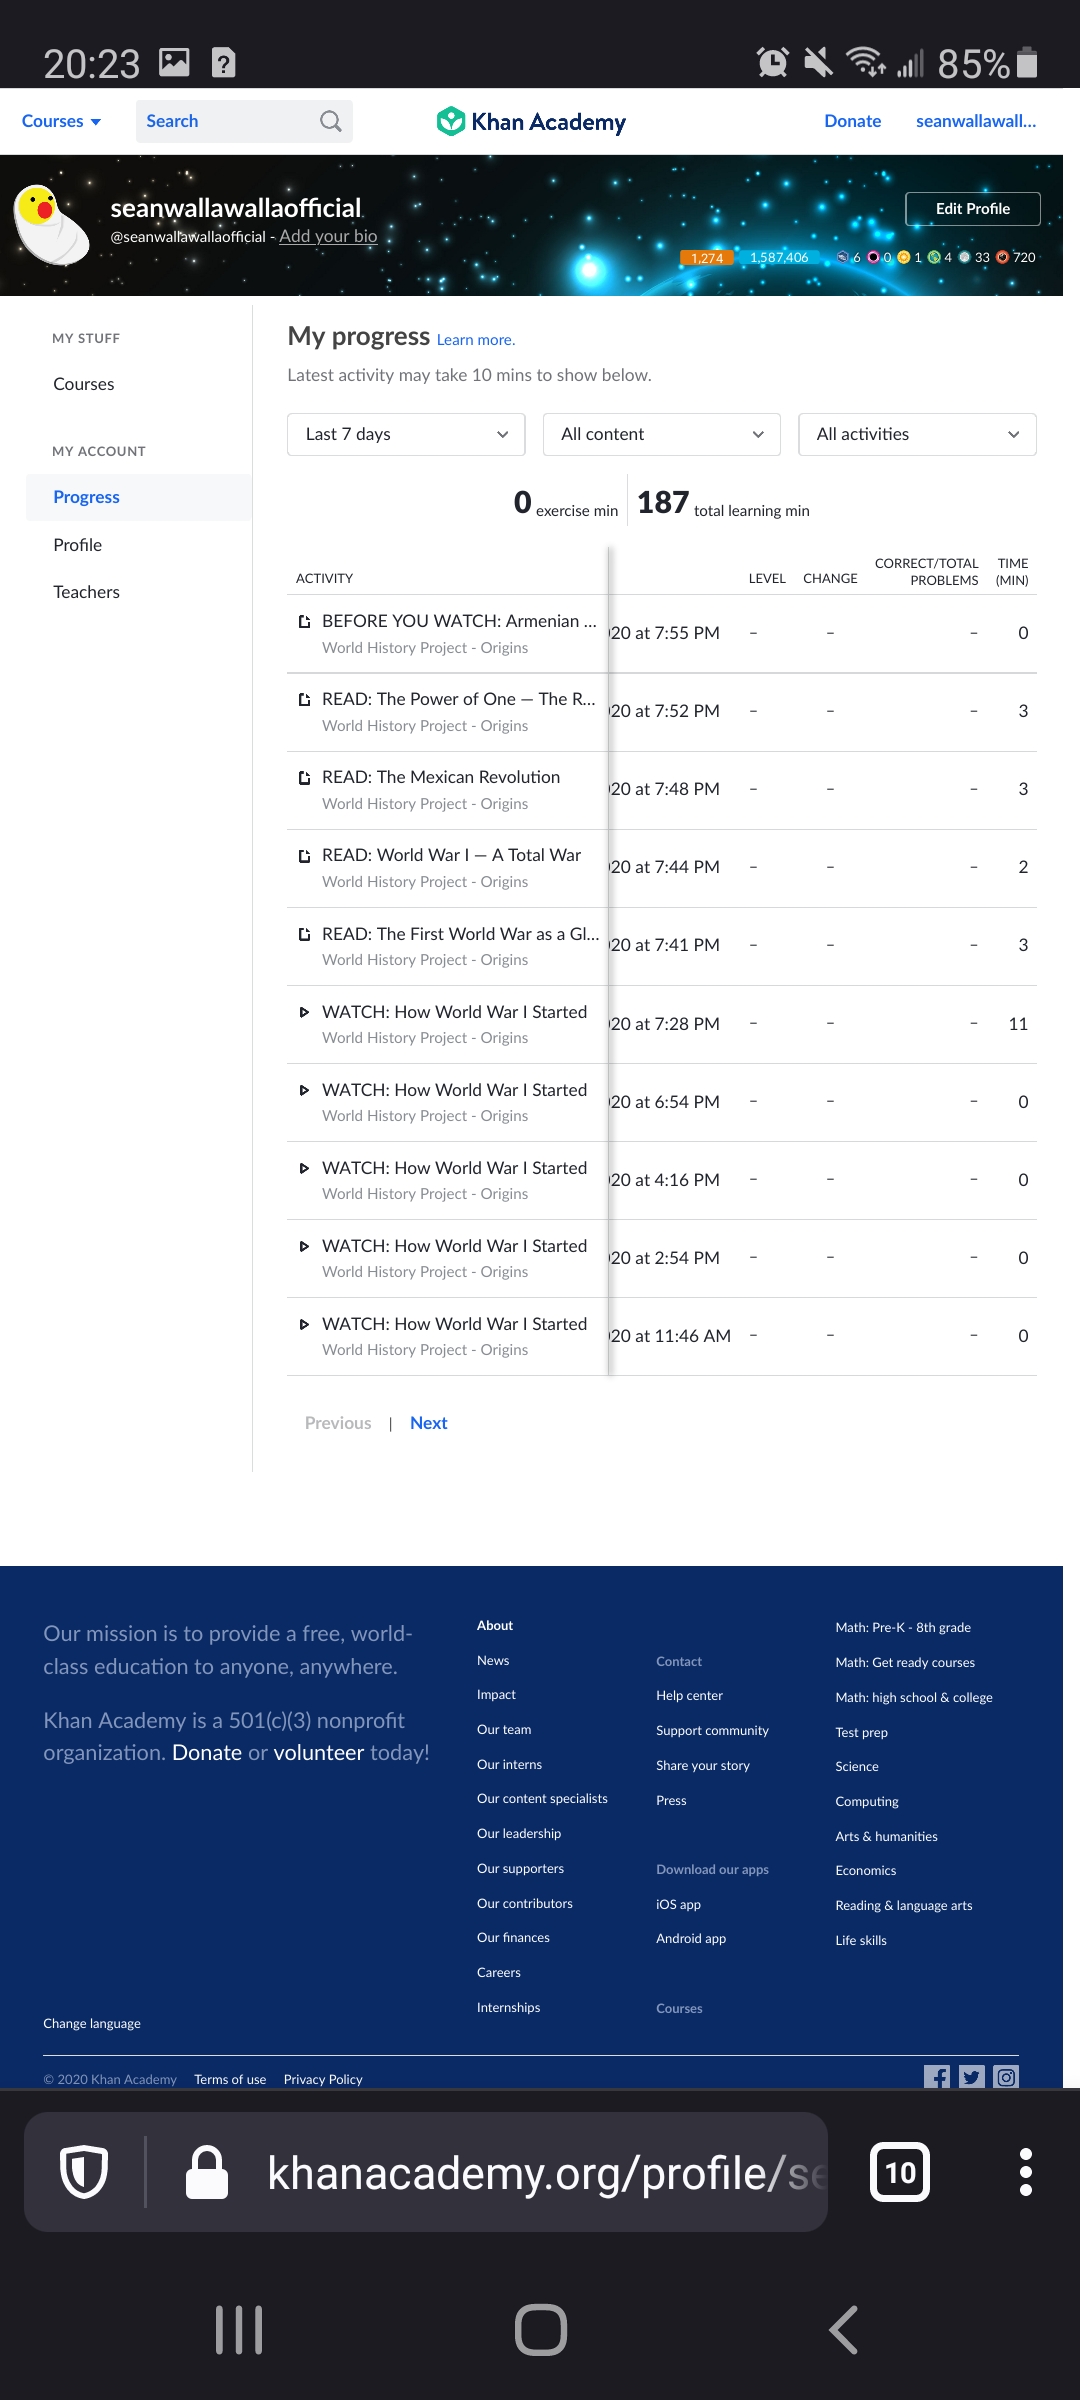 20:23 85%
Courses Search Khan Academy Donate seanwallawall...
seanwallawallaofficial
@seanwallawallaofficial - Add your bio
Edit Profile
1,274 1,587,406 6 0 1 4 33 720
MY STUFF
Courses
MY ACCOUNT
Progress
Profile
Teachers
My progress Learn more.
Latest activity may take 10 mins to show below.
Last 7 days All content All activities
0 exercise min 187 total learning min
ACTIVITY LEVEL CHANGE CORRECT/TOTAL PROBLEMS TIME (MIN)
BEFORE YOU WATCH: Armenian ... 20 at 7:55 PM – – – 0
World History Project - Origins
READ: The Power of One — The R... 20 at 7:52 PM – – – 3
World History Project - Origins
READ: The Mexican Revolution 20 at 7:48 PM – – – 3
World History Project - Origins
READ: World War I — A Total War 20 at 7:44 PM – – – 2
World History Project - Origins
READ: The First World War as a Gl... 20 at 7:41 PM – – – 3
World History Project - Origins
WATCH: How World War I Started 20 at 7:28 PM – – – 11
World History Project - Origins
WATCH: How World War I Started 20 at 6:54 PM – – – 0
World History Project - Origins
WATCH: How World War I Started 20 at 4:16 PM – – – 0
World History Project - Origins
WATCH: How World War I Started 20 at 2:54 PM – – – 0
World History Project - Origins
WATCH: How World War I Started 20 at 11:46 AM – – – 0
World History Project - Origins
Previous | Next
Our mission is to provide a free, world-
class education to anyone, anywhere.
Khan Academy is a 501(c)(3) nonprofit
organization. Donate or volunteer today!
Change language
About
News
Impact
Our team
Our interns
Our content specialists
Our leadership
Our supporters
Our contributors
Our finances
Careers
Internships
Contact
Help center
Support community
Share your story
Press
Download our apps
iOS app
Android app
Courses
Math: Pre-K - 8th grade
Math: Get ready courses
Math: high school & college
Test prep
Science
Computing
Arts & humanities
Economics
Reading & language arts
Life skills
© 2020 Khan Academy Terms of use Privacy Policy
khanacademy.org/profile/se 10